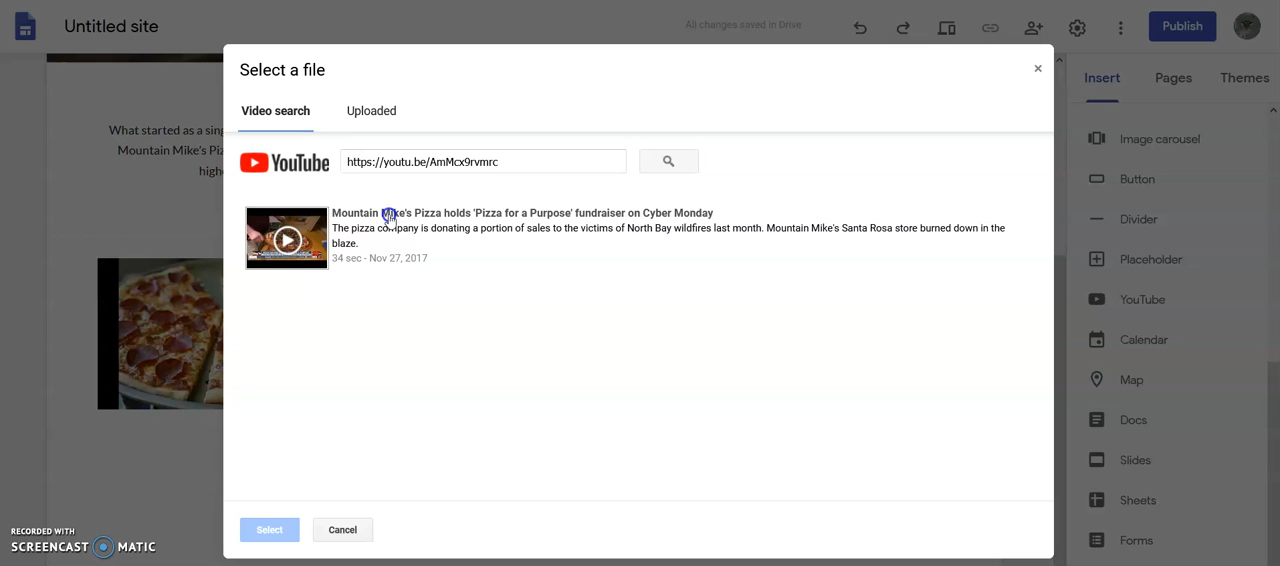 Untitled site
All changes saved in Drive
Publish
Select a file
×
Insert
Pages
Themes
Video search
Uploaded
What started as a sing
Mountain Mike's Piz
high
YouTube
https://youtu.be/AmMcx9rvmrc
Mountain Mike's Pizza holds 'Pizza for a Purpose' fundraiser on Cyber Monday
The pizza company is donating a portion of sales to the victims of North Bay wildfires last month. Mountain Mike's Santa Rosa store burned down in the
blaze.
34 sec - Nov 27, 2017
Image carousel
Button
Divider
Placeholder
YouTube
Calendar
Map
Docs
Slides
Sheets
Forms
Select
Cancel
RECORDED WITH
SCREENCAST MATIC